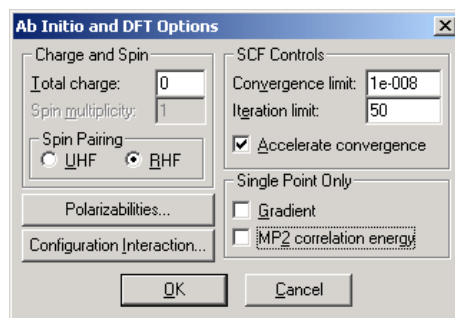 Ab Initio and DFT Options
Charge and Spin
Total charge: 0
Spin multiplicity: 1
Spin Pairing
UHF RHF
Polarizabilities...
Configuration Interaction...
SCF Controls
Convergence limit: 1e-008
Iteration limit: 50
Accelerate convergence
Single Point Only
Gradient
MP2 correlation energy
OK Cancel